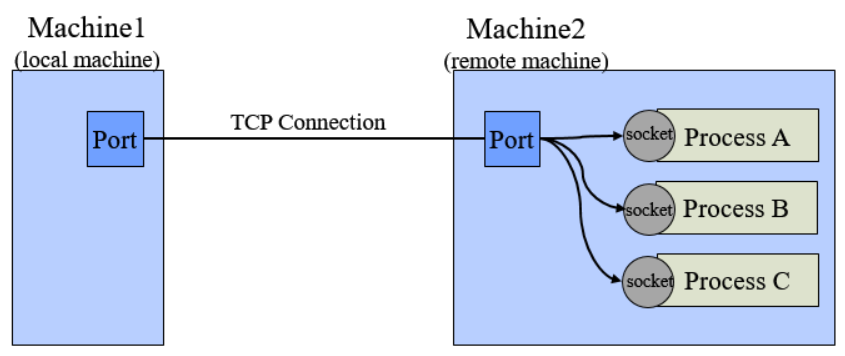 Machine1
(local machine)
Machine2
(remote machine)
TCP Connection
Port
Port
socket
Process A
socket
Process B
socket
Process C